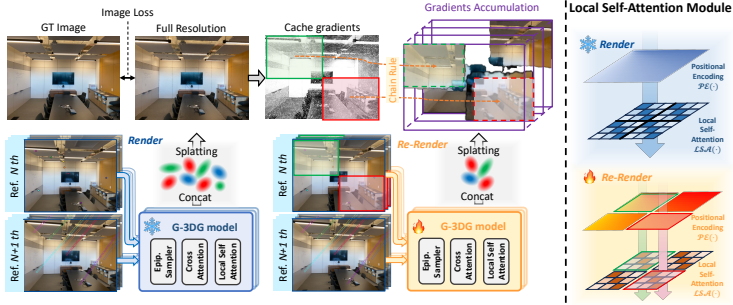 Image Loss
GT Image
Full Resolution
Cache gradients
Gradients Accumulation
Chain Rule
Ref. N th
Ref. N+1 th
Render
Splatting
Concat
G-3DG model
Epip. Sampler
Cross Attention
Local Self Attention
Ref. N th
Ref. N+1 th
Re-Render
Splatting
Concat
G-3DG model
Epip. Sampler
Cross Attention
Local Self Attention
Local Self-Attention Module
Render
Positional
Encoding
𝒫ℰ(·)
Local
Self-
Attention
ℒ𝒮𝒜(·)
Re-Render
Positional
Encoding
𝒫ℰ(·)
Local
Self-
Attention
ℒ𝒮𝒜(·)